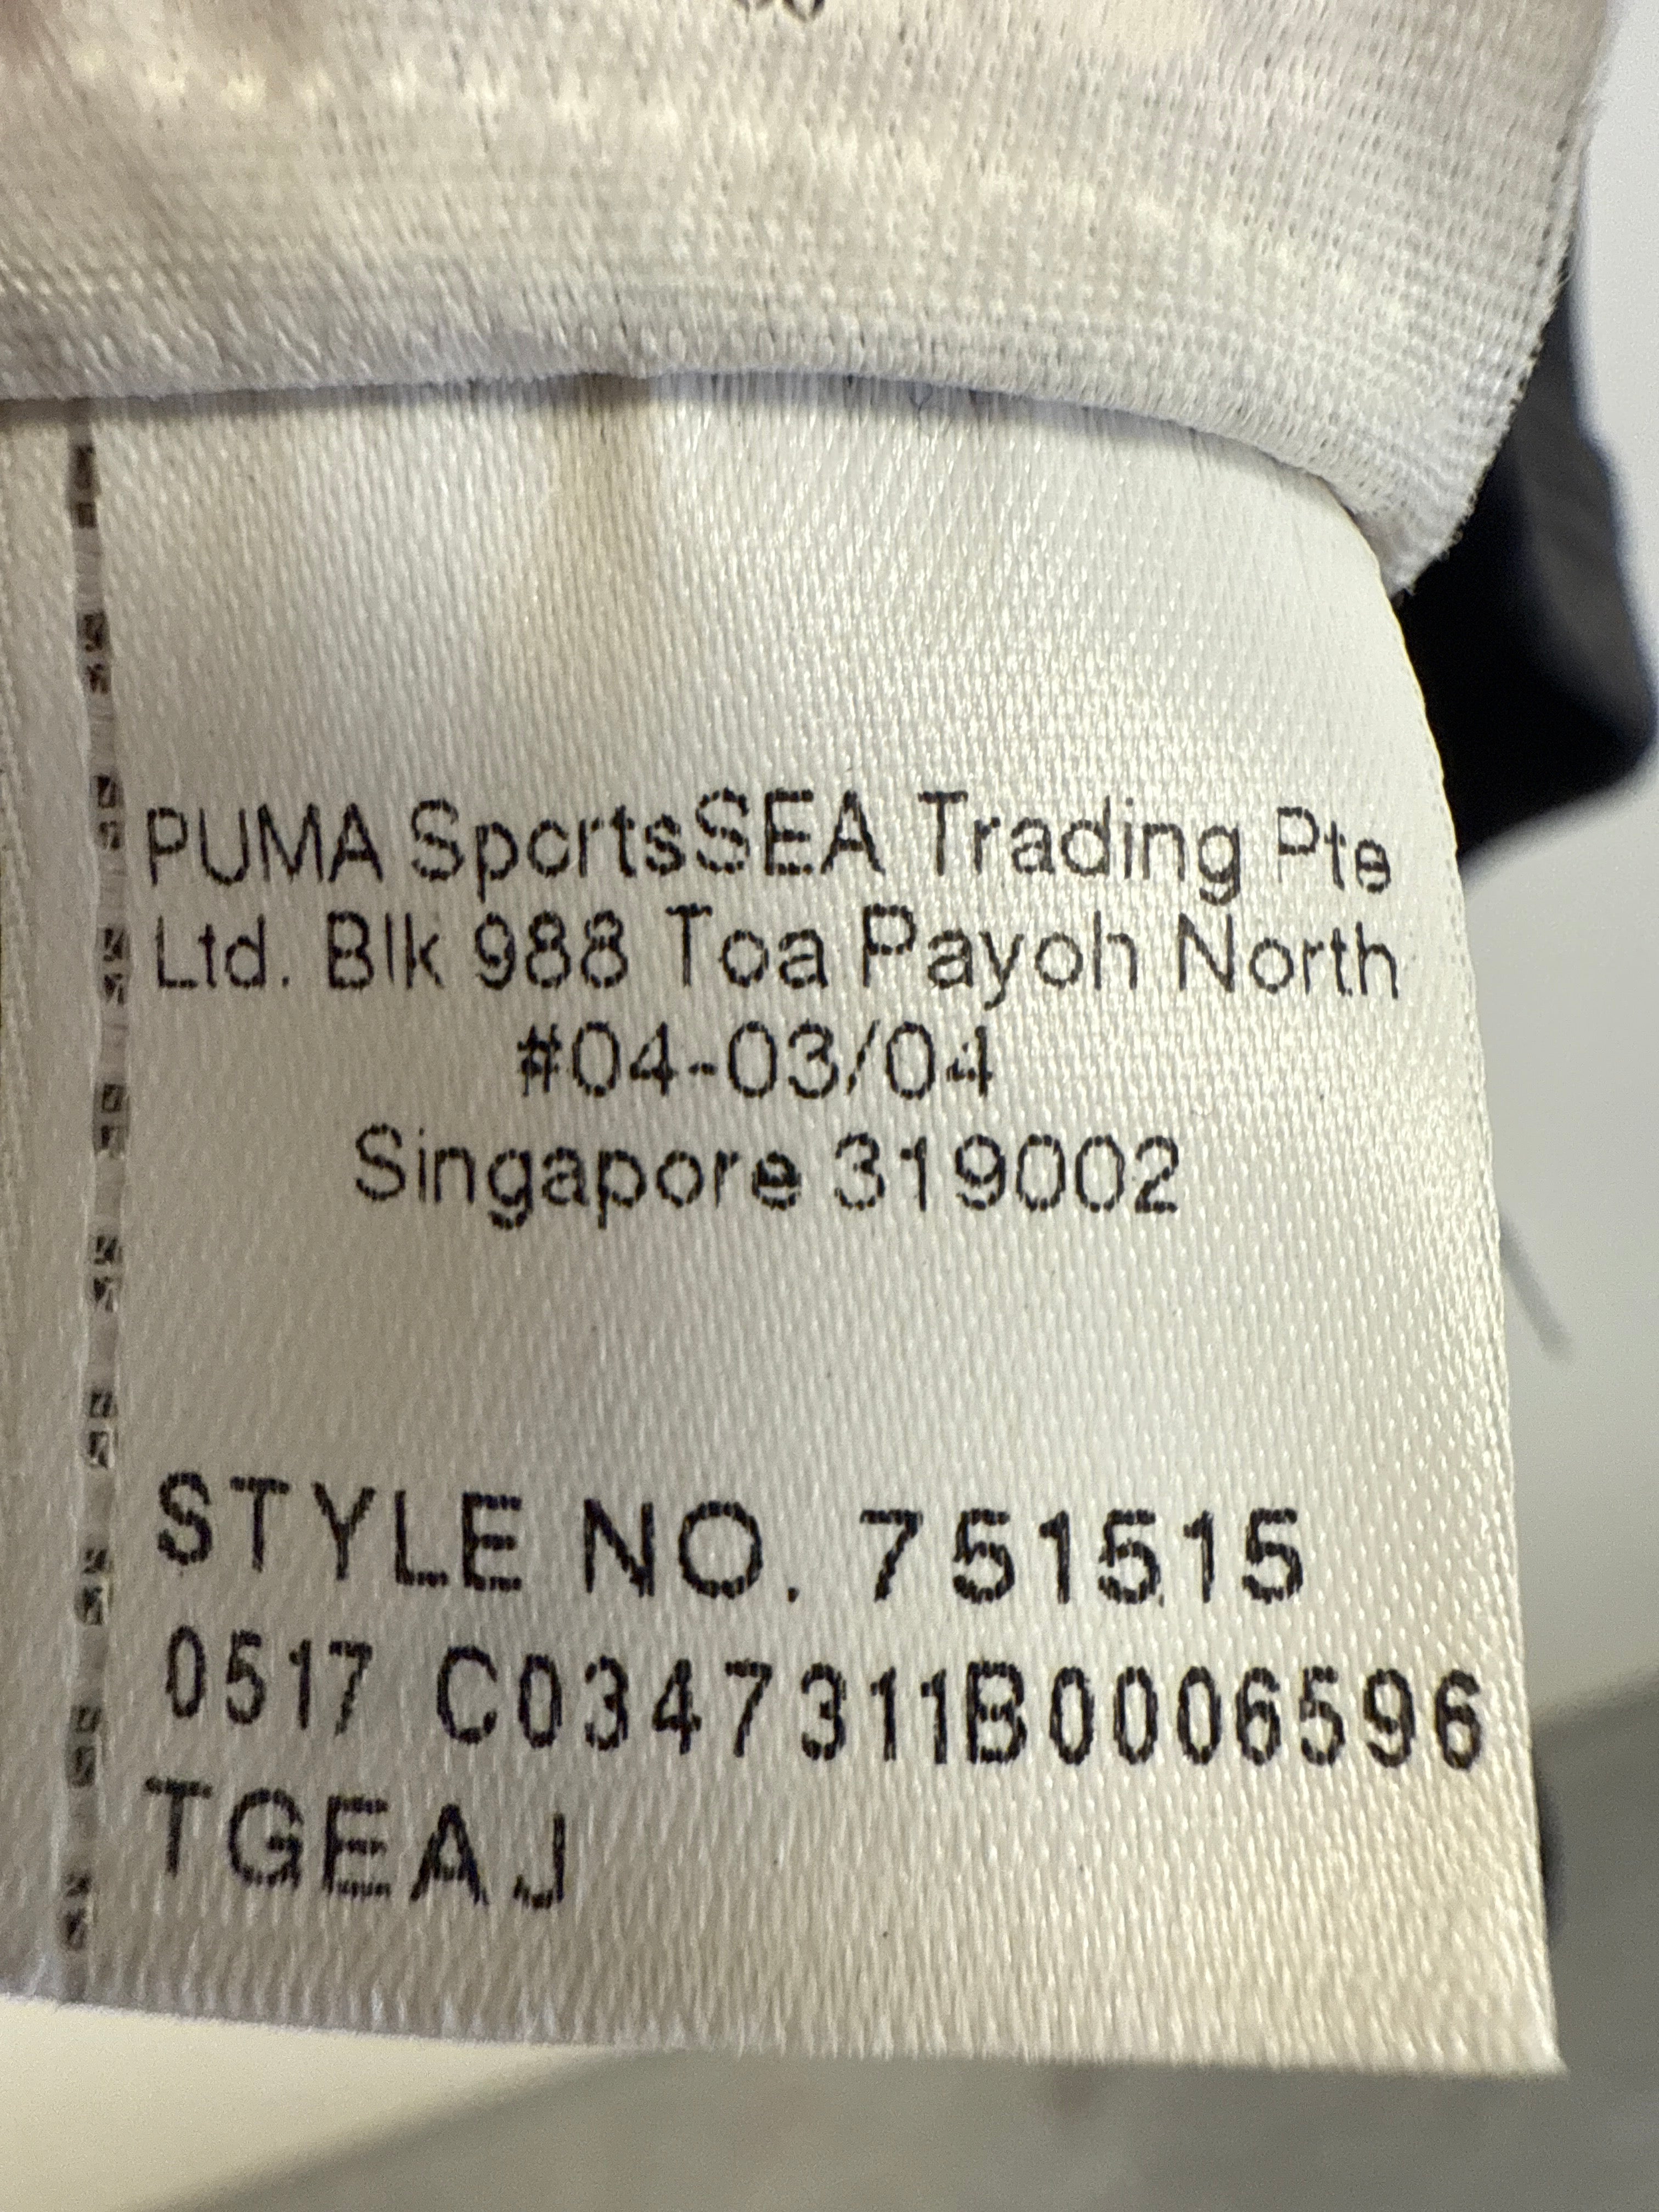 PUMA SportsSEA Trading Pte
Ltd. Blk 988 Toa Payoh North
#04-03/04
Singapore 319002
STYLE NO. 751515
0517 C0347311B0006596
TGEAJ